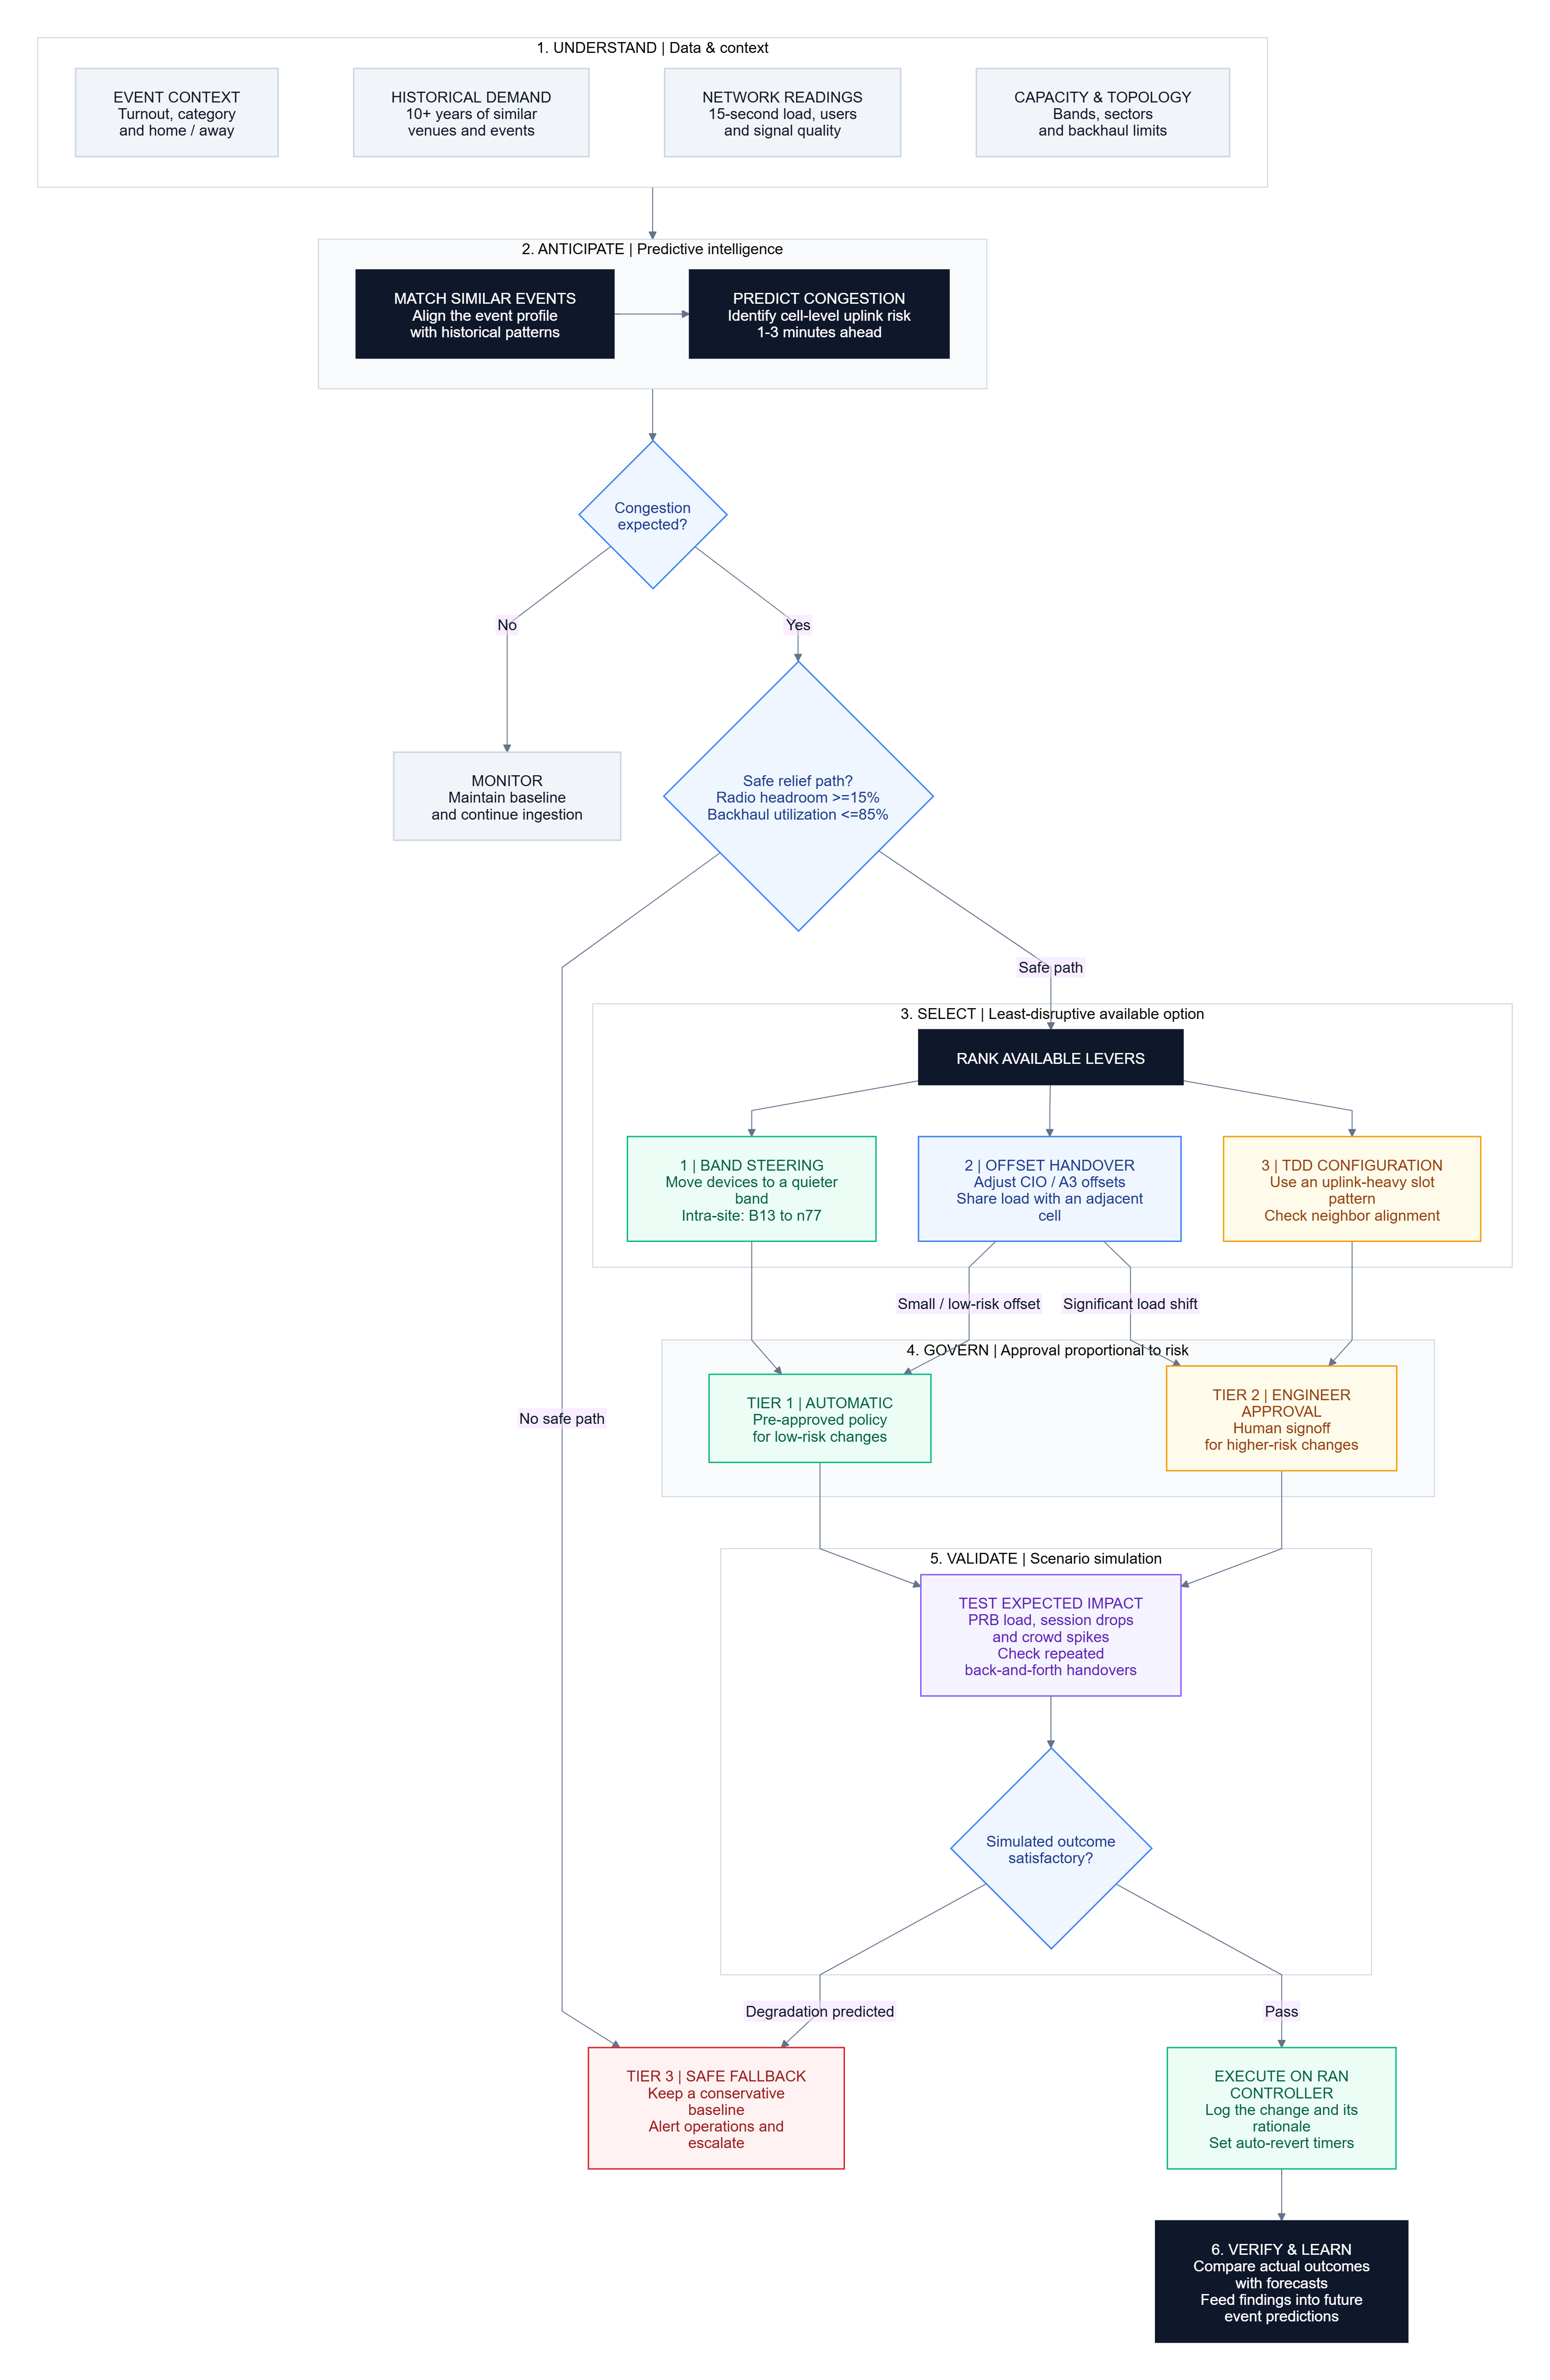 1. UNDERSTAND | Data & context
EVENT CONTEXT
Turnout, category
and home / away
HISTORICAL DEMAND
10+ years of similar
venues and events
NETWORK READINGS
15-second load, users
and signal quality
CAPACITY & TOPOLOGY
Bands, sectors
and backhaul limits
2. ANTICIPATE | Predictive intelligence
MATCH SIMILAR EVENTS
Align the event profile
with historical patterns
PREDICT CONGESTION
Identify cell-level uplink risk
1-3 minutes ahead
Congestion
expected?
No
Yes
MONITOR
Maintain baseline
and continue ingestion
Safe relief path?
Radio headroom >=15%
Backhaul utilization <=85%
Safe path
3. SELECT | Least-disruptive available option
RANK AVAILABLE LEVERS
1 | BAND STEERING
Move devices to a quieter
band
Intra-site: B13 to n77
2 | OFFSET HANDOVER
Adjust CIO / A3 offsets
Share load with an adjacent
cell
3 | TDD CONFIGURATION
Use an uplink-heavy slot
pattern
Check neighbor alignment
Small / low-risk offset
Significant load shift
4. GOVERN | Approval proportional to risk
No safe path
TIER 1 | AUTOMATIC
Pre-approved policy
for low-risk changes
TIER 2 | ENGINEER
APPROVAL
Human signoff
for higher-risk changes
5. VALIDATE | Scenario simulation
TEST EXPECTED IMPACT
PRB load, session drops
and crowd spikes
Check repeated
back-and-forth handovers
Simulated outcome
satisfactory?
Degradation predicted
Pass
TIER 3 | SAFE FALLBACK
Keep a conservative
baseline
Alert operations and
escalate
EXECUTE ON RAN
CONTROLLER
Log the change and its
rationale
Set auto-revert timers
6. VERIFY & LEARN
Compare actual outcomes
with forecasts
Feed findings into future
event predictions